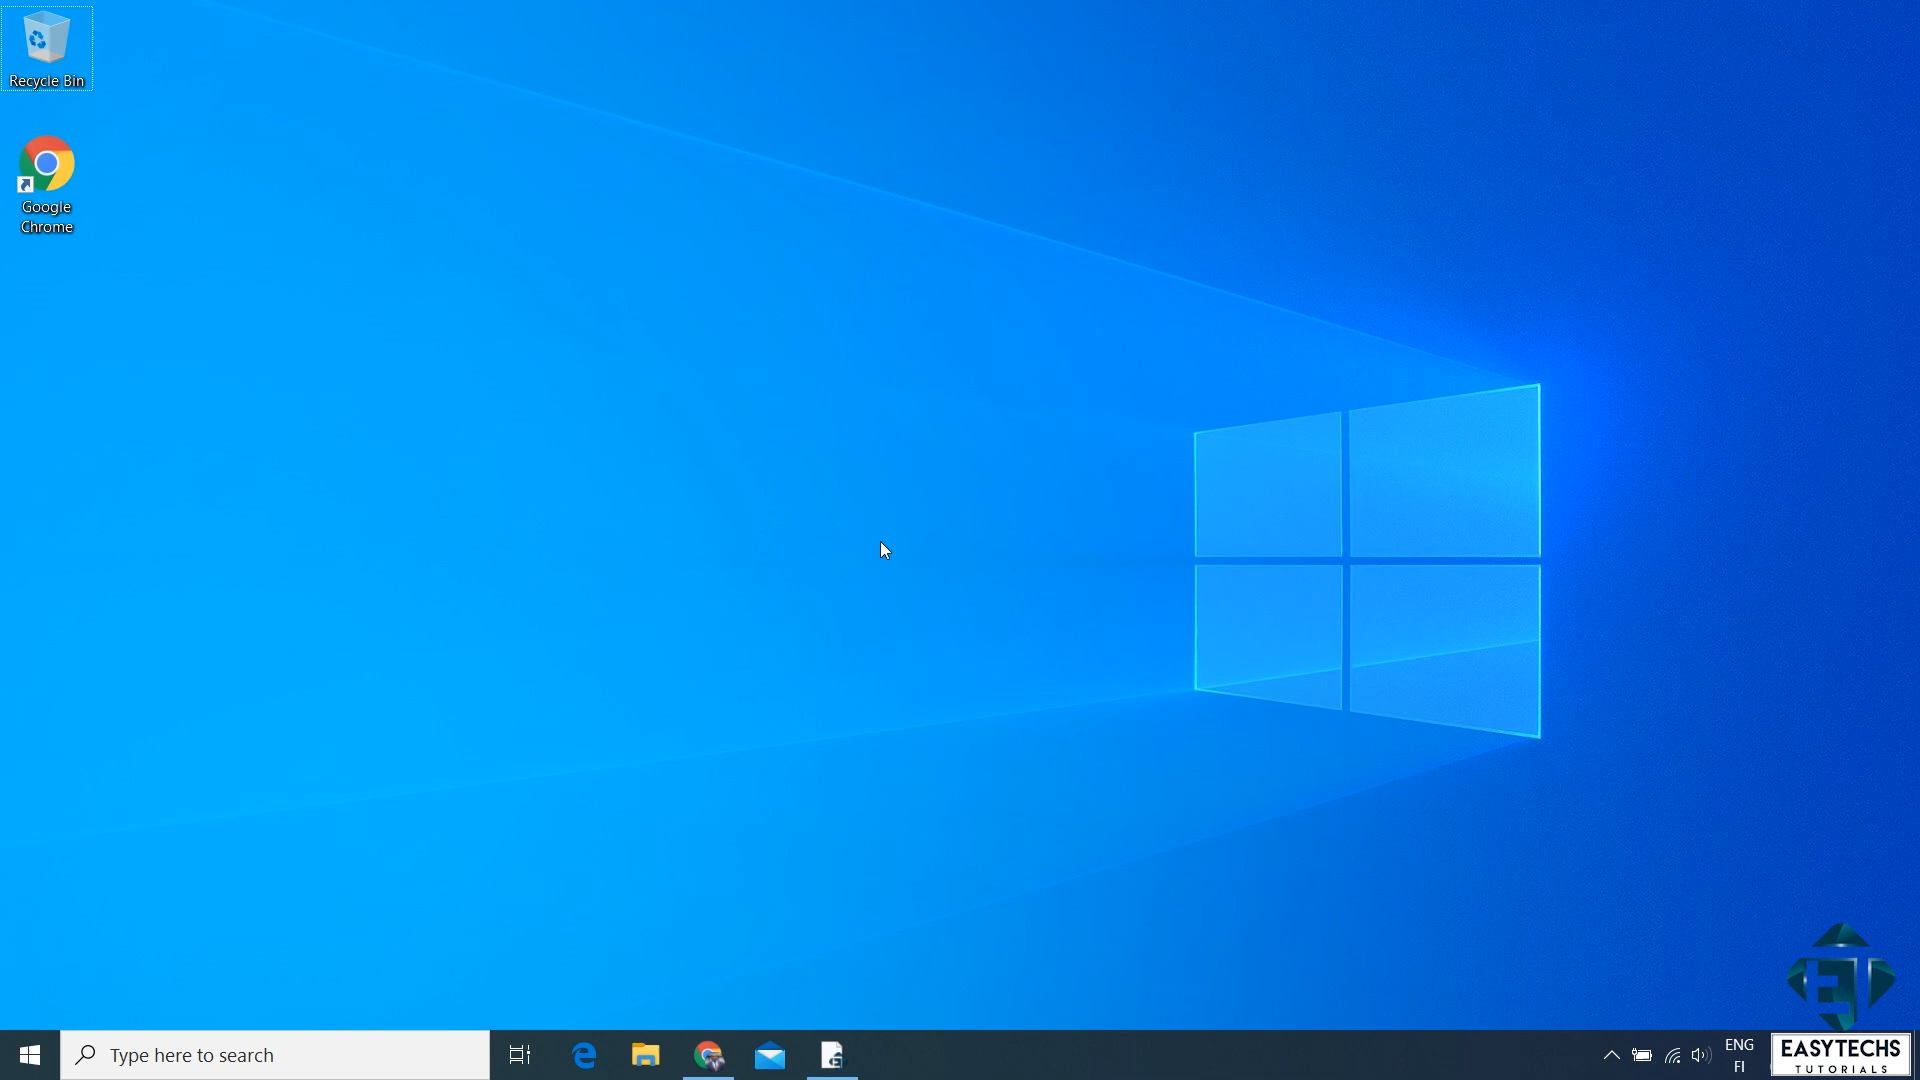 Recycle Bin
Google
Chrome
Type here to search
ENG
FI
EASYTECHS
TUTORIALS